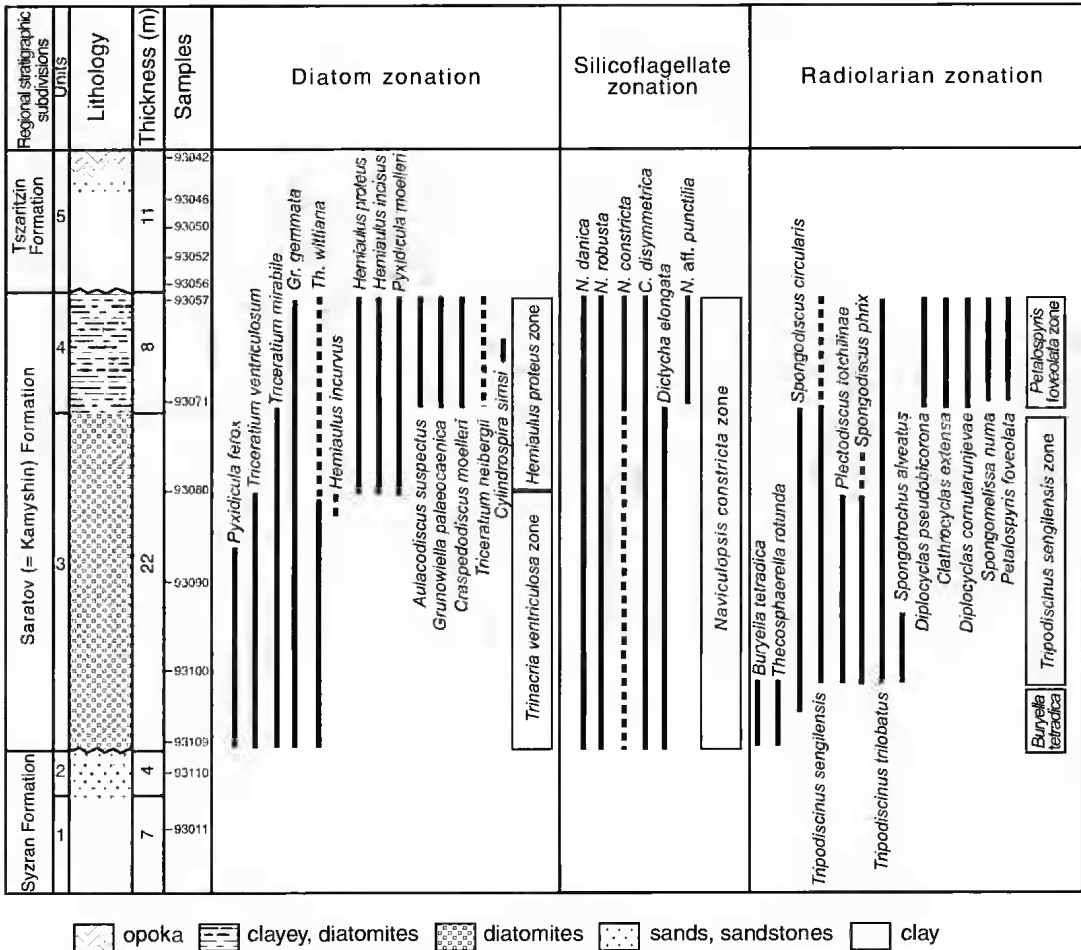 Regional stratigraphic
subdivisions
Units
Lithology
Thickness (m)
Samples
Diatom zonation
Silicoflagellate
zonation
Radiolarian zonation
Tszaritzin
Formation
Saratov (= Kamyshin) Formation
Syzran Formation
5
4
3
2
1
11
8
22
4
7
93042
93046
93050
93052
93056
93057
93071
93080
93090
93100
93109
93110
93011
Pyxidicula ferox
Triceratium ventriculosum
Triceratium mirabile
Gr. gemmata
Th. wittiana
Hemiaulus incurvus
Hemiaulus proteus
Hemiaulus incisus
Pyxidicula moelleri
Aulacodiscus suspectus
Grunowiella palaeocaenica
Craspedodiscus moelleri
Triceratium heibergii
Cylindrospira simsi
Hemiaulus proteus zone
Trinacria ventriculosa zone
N. danica
N. robusta
N. constricta
C. disymmetrica
Dictycha elongata
N. aff. punctilia
Naviculopsis constricta zone
Buryella tetradica
Thecosphaerella rotunda
Spongodiscus circularis
Tripodiscinus sengilensis
Plectodiscus
Spongodiscus phrix
Tripodiscinus trilobatus
Spongotrochus alveatus
Diplocyclas pseudobicorona
Clathrocyclas extensa
Diplocyclas cornutarunjevae
Spongomelissa numa
Petalospyris foveolata
Petalospyris
foveolata zone
Tripodiscinus sengilensis zone
Buryella
tetradica
opoka
clayey, diatomites
diatomites
sands, sandstones
clay